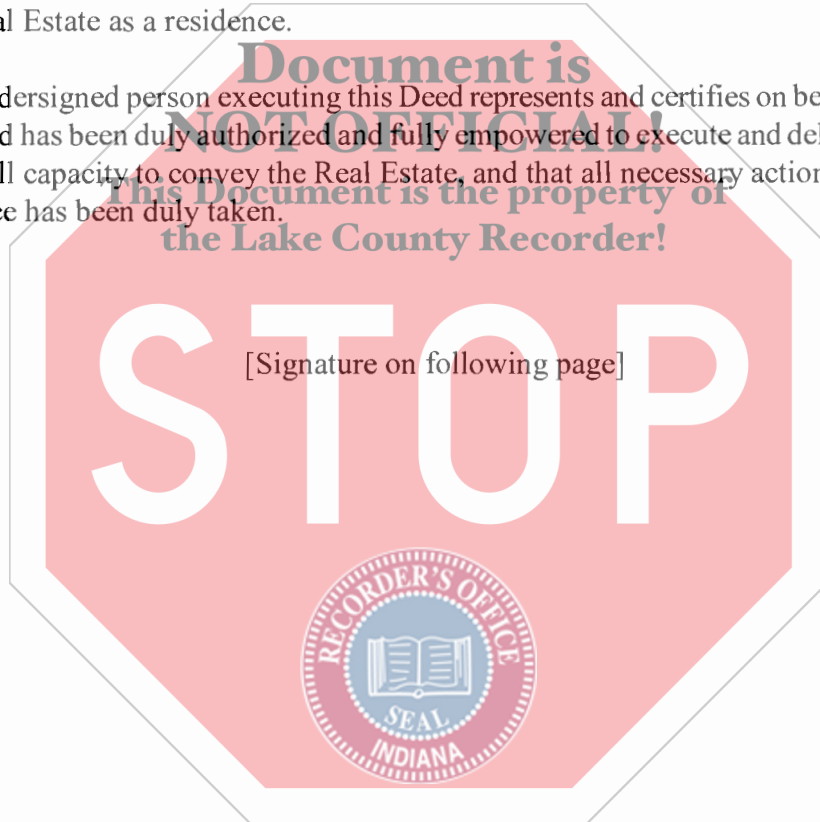 al Estate as a residence.
Document is
dersigned person executing this Deed represents and certifies on be
NOT OFFICIAL!
d has been duly authorized and fully empowered to execute and del
ll capacity to convey the Real Estate, and that all necessary action
This Document is the property of
ce has been duly taken.
the Lake County Recorder!
[Signature on following page]
STOP
RECORDER'S OFFICE
SEAL
INDIANA